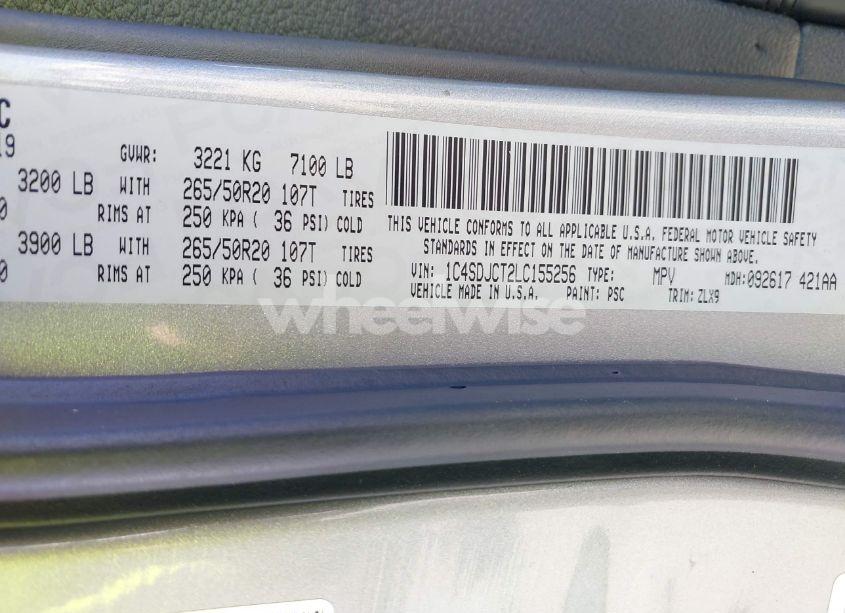 C
19
GVWR: 3221 KG 7100 LB
3200 LB WITH 265/50R20 107T TIRES
0 RIMS AT 250 KPA ( 36 PSI) COLD
3900 LB WITH 265/50R20 107T TIRES
0 RIMS AT 250 KPA ( 36 PSI) COLD
THIS VEHICLE CONFORMS TO ALL APPLICABLE U.S.A. FEDERAL MOTOR VEHICLE SAFETY
STANDARDS IN EFFECT ON THE DATE OF MANUFACTURE SHOWN ABOVE.
VIN: 1C4SDJCT2LC155256 TYPE: MPV MDH:092617 421AA
VEHICLE MADE IN U.S.A. PAINT: PSC TRIM: ZLX9
wheelwise